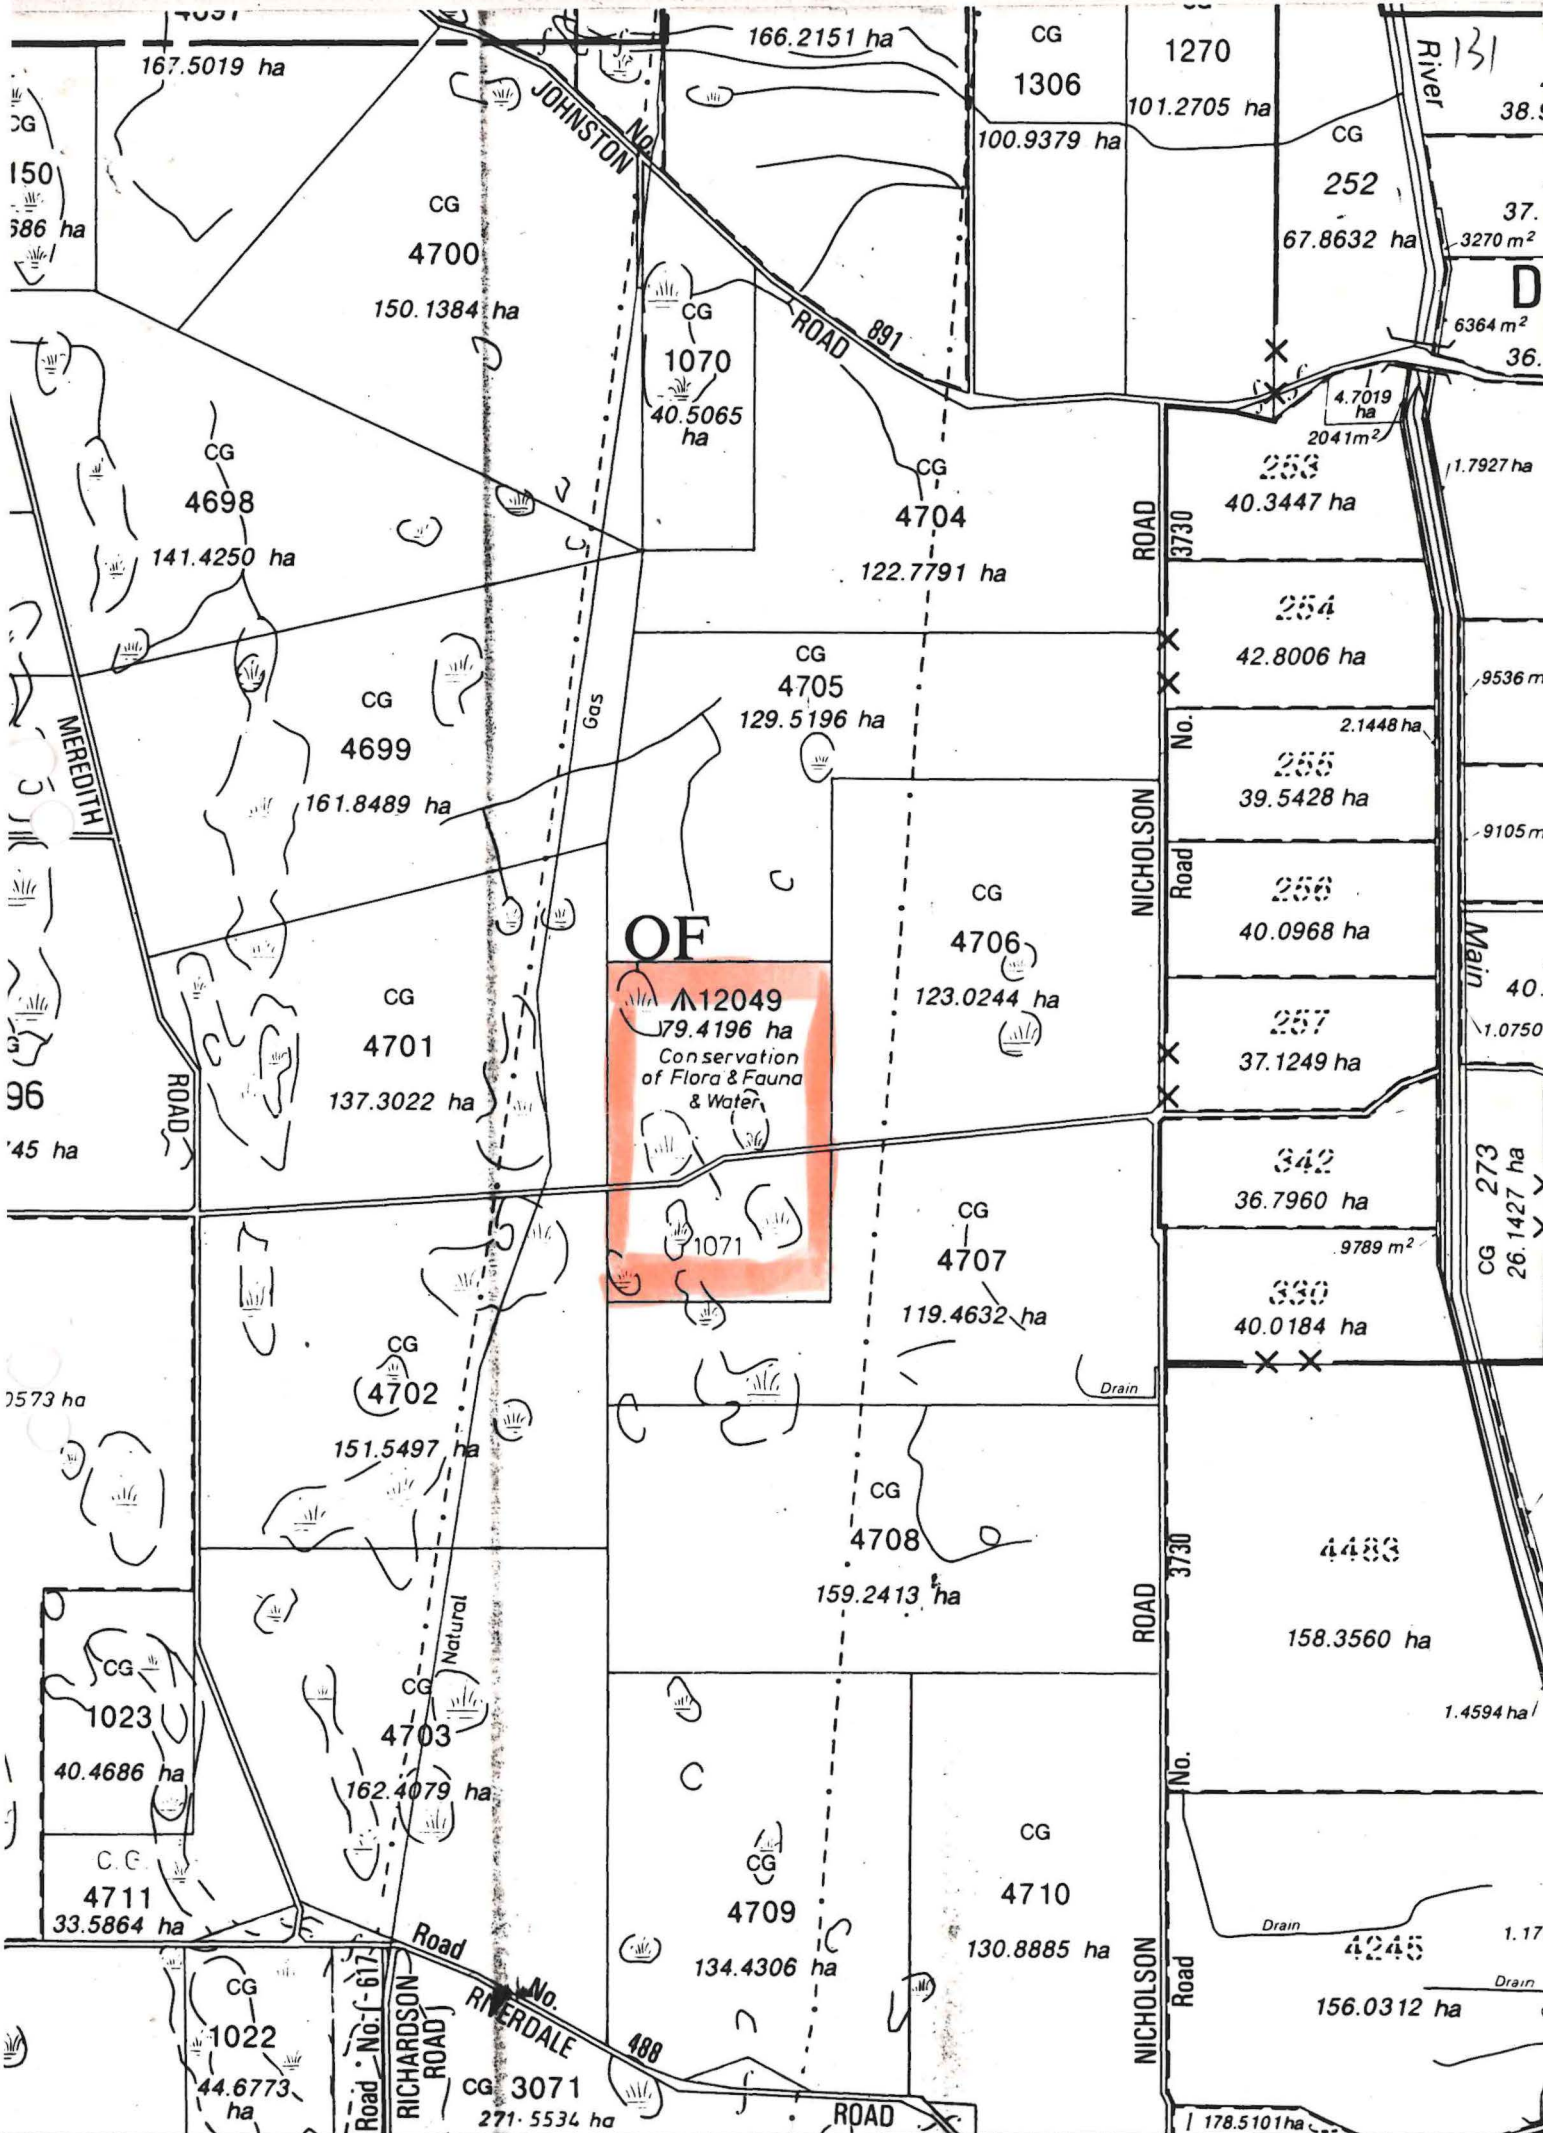 4697
167.5019 ha
166.2151 ha
CG
1306
100.9379 ha
1270
101.2705 ha
River
131
CG
252
67.8632 ha
3270 m²
6364 m²
D
CG
150
686 ha
JOHNSTON
No.
ROAD
891
CG
4700
150.1384 ha
CG
1070
40.5065
ha
4.7019
ha
2041m²
1.7927 ha
CG
4698
141.4250 ha
CG
4704
122.7791 ha
ROAD
3730
253
40.3447 ha
254
42.8006 ha
9536 m
CG
4705
129.5196 ha
Gas
CG
4699
161.8489 ha
MEREDITH
No.
2.1448 ha
255
39.5428 ha
9105 m
NICHOLSON
Road
256
40.0968 ha
CG
4706
123.0244 ha
OF
12049
79.4196 ha
Conservation
of Flora & Fauna
& Water
1071
Main
40.
1.0750
257
37.1249 ha
CG
4701
137.3022 ha
ROAD
96
45 ha
342
36.7960 ha
CG 273
26.1427 ha
9789 m²
CG
4707
119.4632 ha
Drain
330
40.0184 ha
CG
4702
151.5497 ha
0573 ha
CG
4708
159.2413 ha
ROAD
3730
4483
158.3560 ha
1.4594 ha
Natural
CG
4703
162.4079 ha
CG
1023
40.4686 ha
C.G.
4711
33.5864 ha
No.
CG
4709
134.4306 ha
CG
4710
130.8885 ha
NICHOLSON
Road
Drain
4245
156.0312 ha
1.17
Drain
Road
No.
RIVERDALE
488
ROAD
CG
1022
44.6773
ha
Road No. 617
RICHARDSON
ROAD
CG 3071
271.5534 ha
178.5101ha